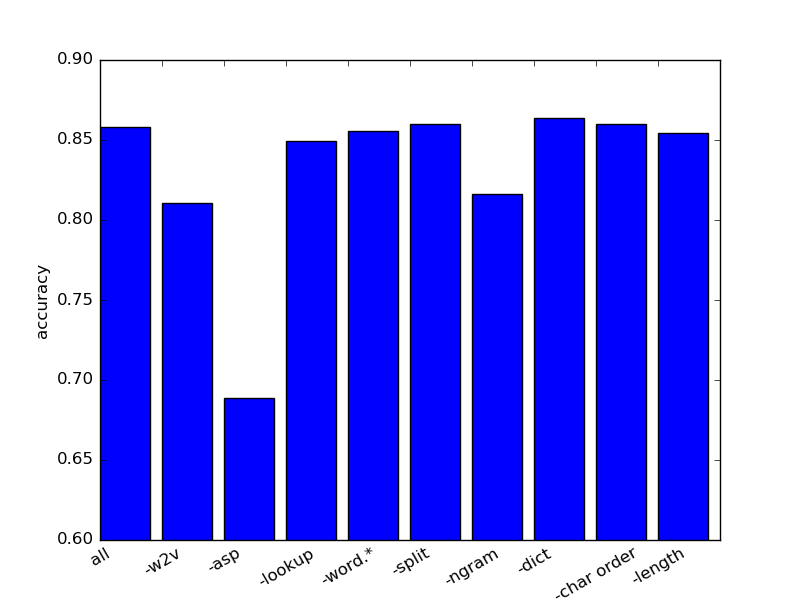 0.90
0.85
0.80
0.75
0.70
0.65
0.60
accuracy
all
-w2v
-asp
-lookup
-word.*
-split
-ngram
-dict
-char order
-length